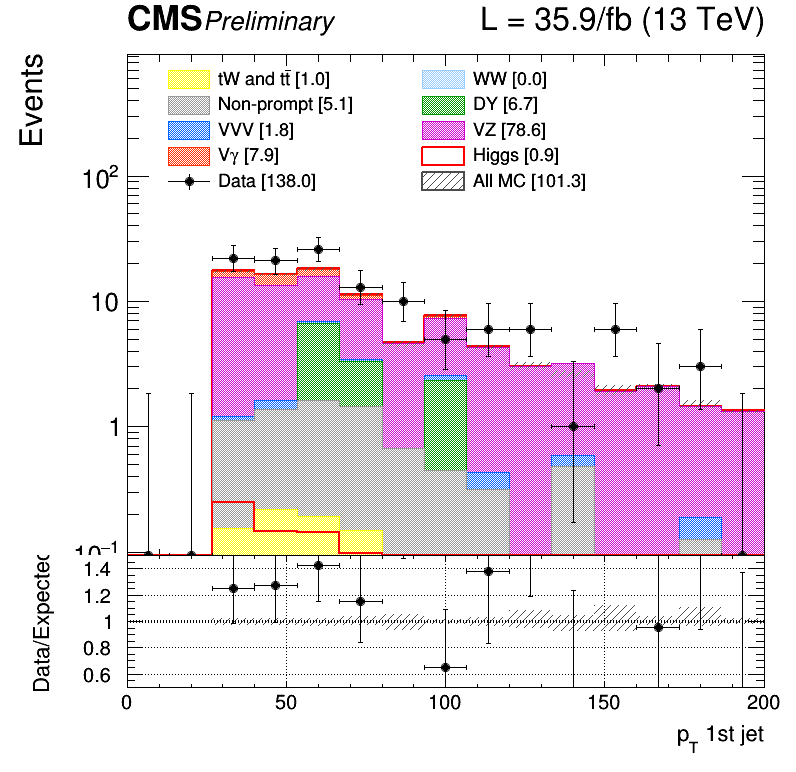 CMS Preliminary L = 35.9/fb (13 TeV)
Events
tW and tt̄ [1.0] WW [0.0]
Non-prompt [5.1] DY [6.7]
VVV [1.8] VZ [78.6]
Vγ [7.9] Higgs [0.9]
Data [138.0] All MC [101.3]
10²
10
1
10⁻¹
Data/Expected
1.4
1.2
1
0.8
0.6
0 50 100 150 200
p_T 1st jet